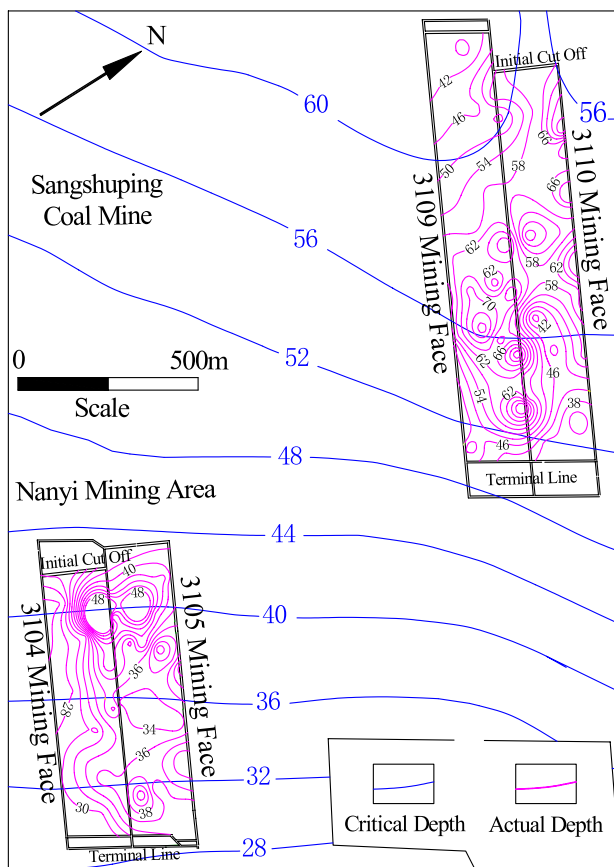 N
Initial Cut Off
60
56
42
46
50
54
58
66
66
3109 Mining Face
3110 Mining Face
Sangshuping
Coal Mine
56
62
62
70
58
62
58
42
66
62
46
54
62
38
46
52
0 500m
Scale
48
Terminal Line
Nanyi Mining Area
44
Initial Cut Off
40
48
48
40
3104 Mining Face
3105 Mining Face
36
28
36
34
36
32
30
38
Terminal Line
28
Critical Depth
Actual Depth